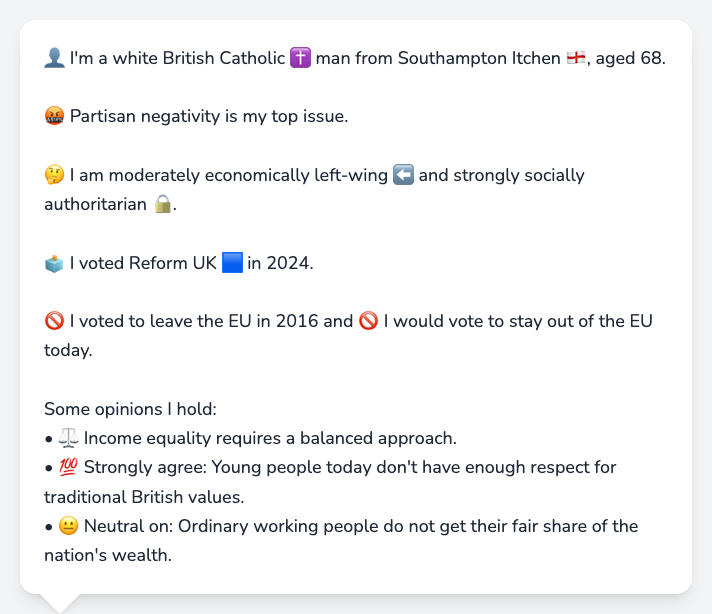 👤 I'm a white British Catholic ✝️ man from Southampton Itchen 🏴󠁧󠁢󠁥󠁮󠁧󠁿, aged 68.
🤬 Partisan negativity is my top issue.
🤔 I am moderately economically left-wing ⬅️ and strongly socially
authoritarian 🔒.
🗳️ I voted Reform UK 🟦 in 2024.
🚫 I voted to leave the EU in 2016 and 🚫 I would vote to stay out of the EU
today.
Some opinions I hold:
• ⚖️ Income equality requires a balanced approach.
• 💯 Strongly agree: Young people today don't have enough respect for
traditional British values.
• 😐 Neutral on: Ordinary working people do not get their fair share of the
nation's wealth.